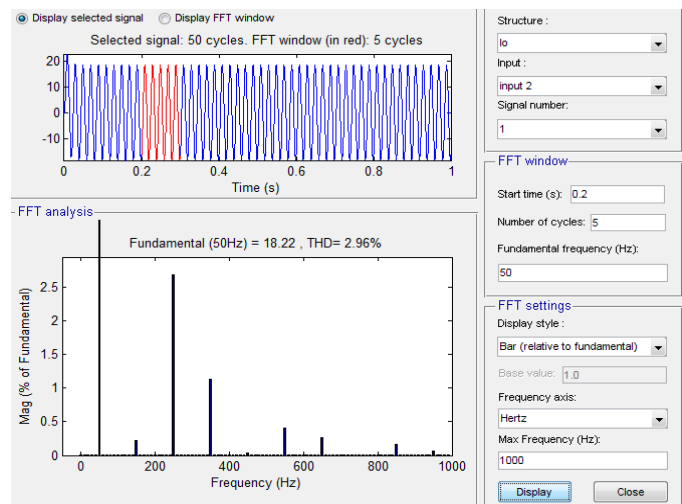 Display selected signal
Display FFT window
Selected signal: 50 cycles. FFT window (in red): 5 cycles
20
10
0
-10
0
0.2
0.4
0.6
0.8
1
Time (s)
FFT analysis
Fundamental (50Hz) = 18.22 , THD= 2.96%
2.5
2
1.5
1
0.5
0
Mag (% of Fundamental)
0
200
400
600
800
1000
Frequency (Hz)
Structure :
Io
Input :
input 2
Signal number:
1
FFT window
Start time (s): 0.2
Number of cycles: 5
Fundamental frequency (Hz):
50
FFT settings
Display style :
Bar (relative to fundamental)
Base value: 1.0
Frequency axis:
Hertz
Max Frequency (Hz):
1000
Display
Close